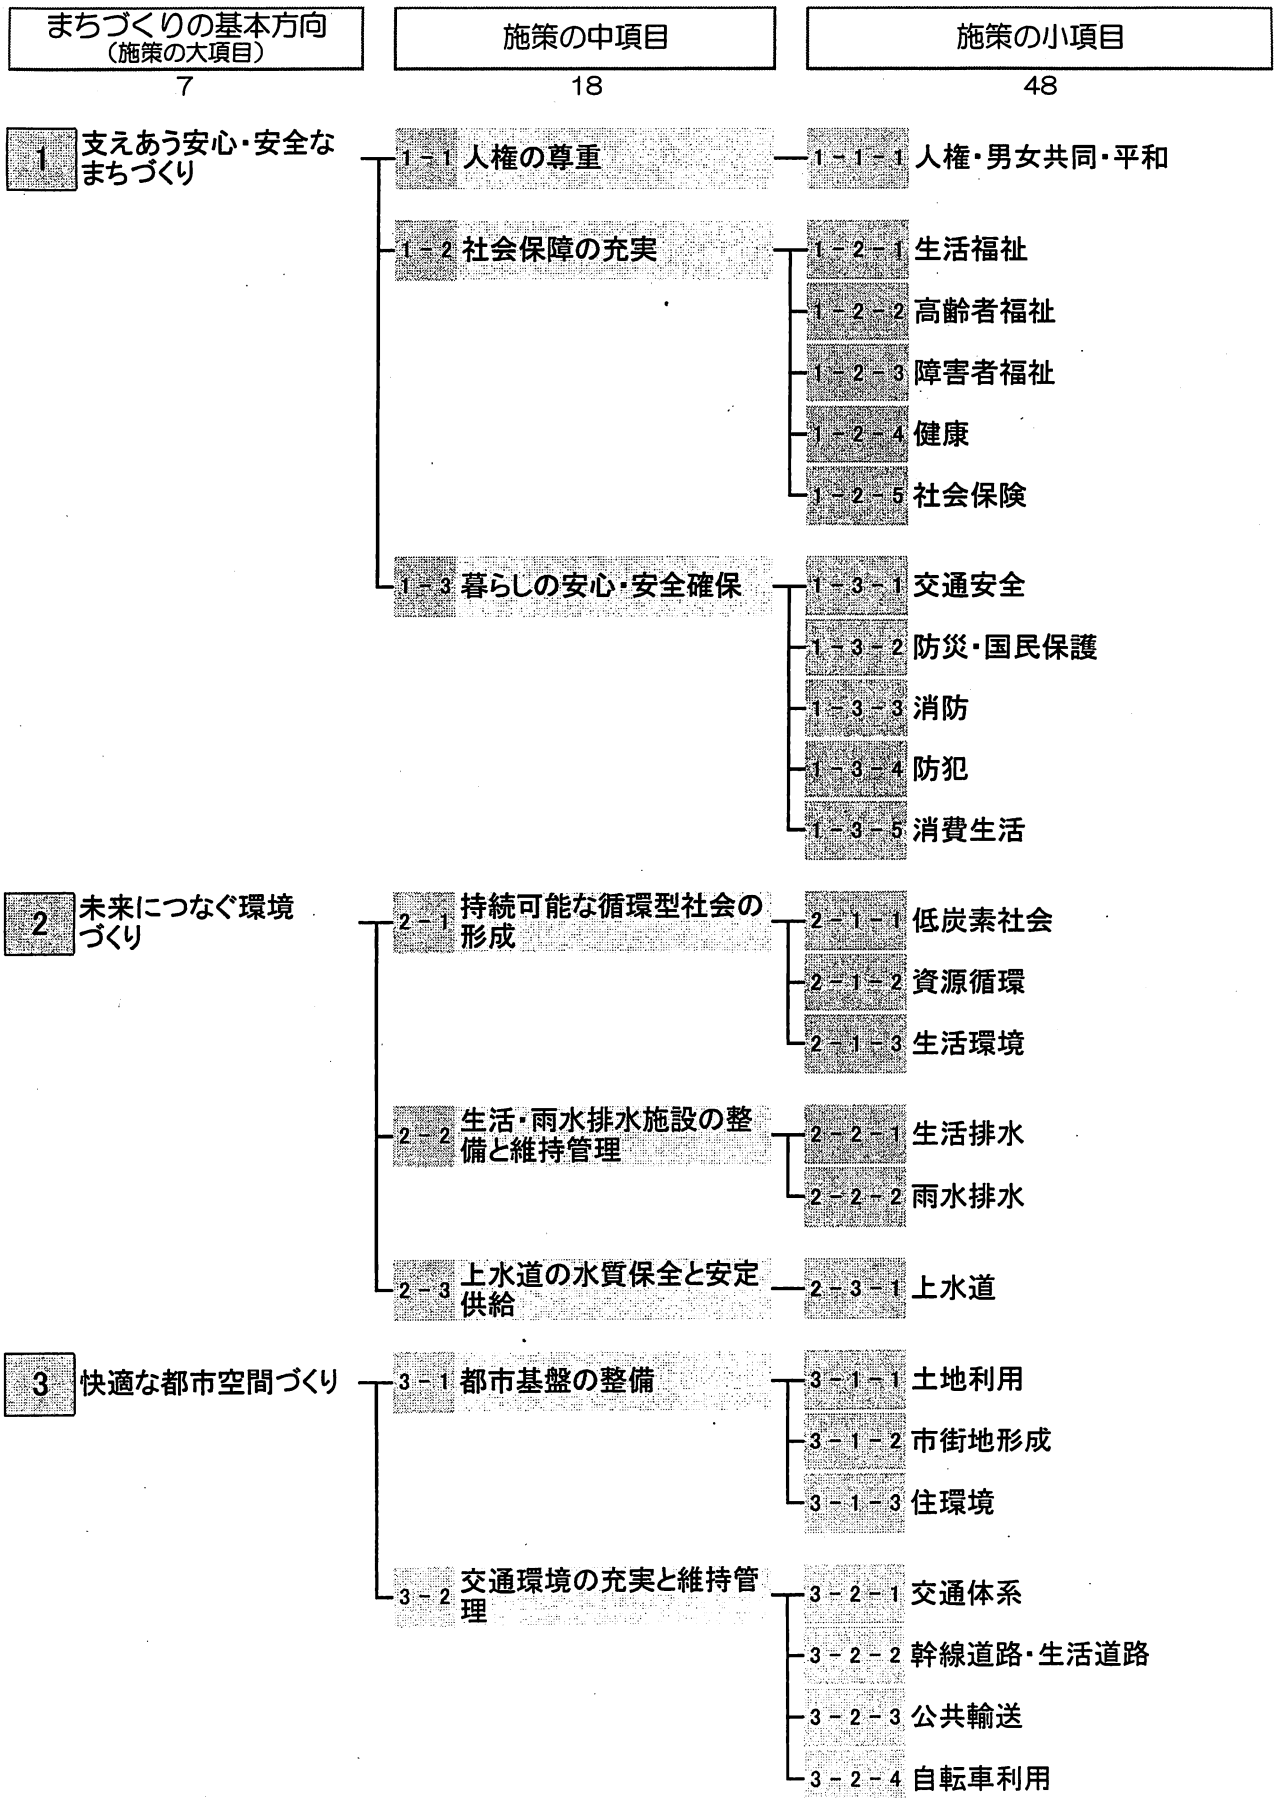 まちづくりの基本方向
(施策の大項目)
施策の中項目
施策の小項目
7
18
48
1 支えあう安心・安全な
まちづくり
1-1 人権の尊重
1-1-1 人権・男女共同・平和
1-2 社会保障の充実
1-2-1 生活福祉
1-2-2 高齢者福祉
1-2-3 障害者福祉
1-2-4 健康
1-2-5 社会保険
1-3 暮らしの安心・安全確保
1-3-1 交通安全
1-3-2 防災・国民保護
1-3-3 消防
1-3-4 防犯
1-3-5 消費生活
2 未来につなぐ環境
づくり
2-1 持続可能な循環型社会の
形成
2-1-1 低炭素社会
2-1-2 資源循環
2-1-3 生活環境
2-2 生活・雨水排水施設の整
備と維持管理
2-2-1 生活排水
2-2-2 雨水排水
2-3 上水道の水質保全と安定
供給
2-3-1 上水道
3 快適な都市空間づくり
3-1 都市基盤の整備
3-1-1 土地利用
3-1-2 市街地形成
3-1-3 住環境
3-2 交通環境の充実と維持管
理
3-2-1 交通体系
3-2-2 幹線道路・生活道路
3-2-3 公共輸送
3-2-4 自転車利用